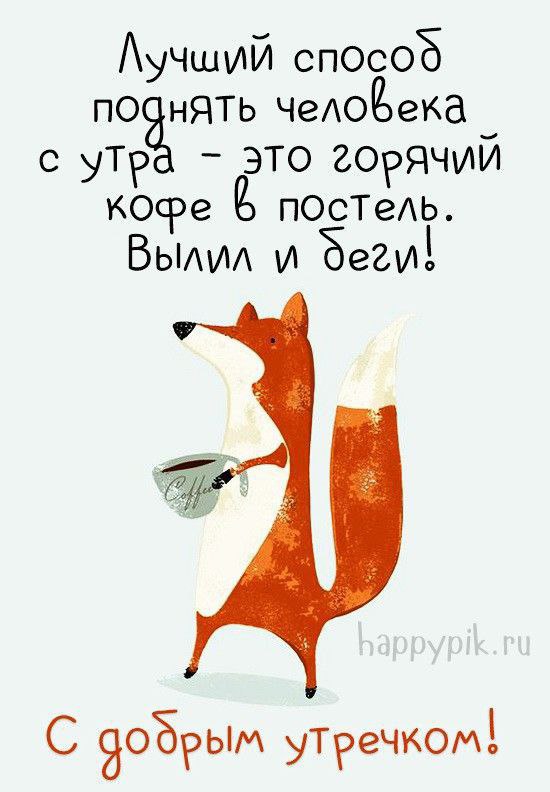 Лучший способ
поднять человека
с утра – это горячий
кофе в постель.
Вылил и беги!
Coffee
happypik.ru
С добрым утречком!